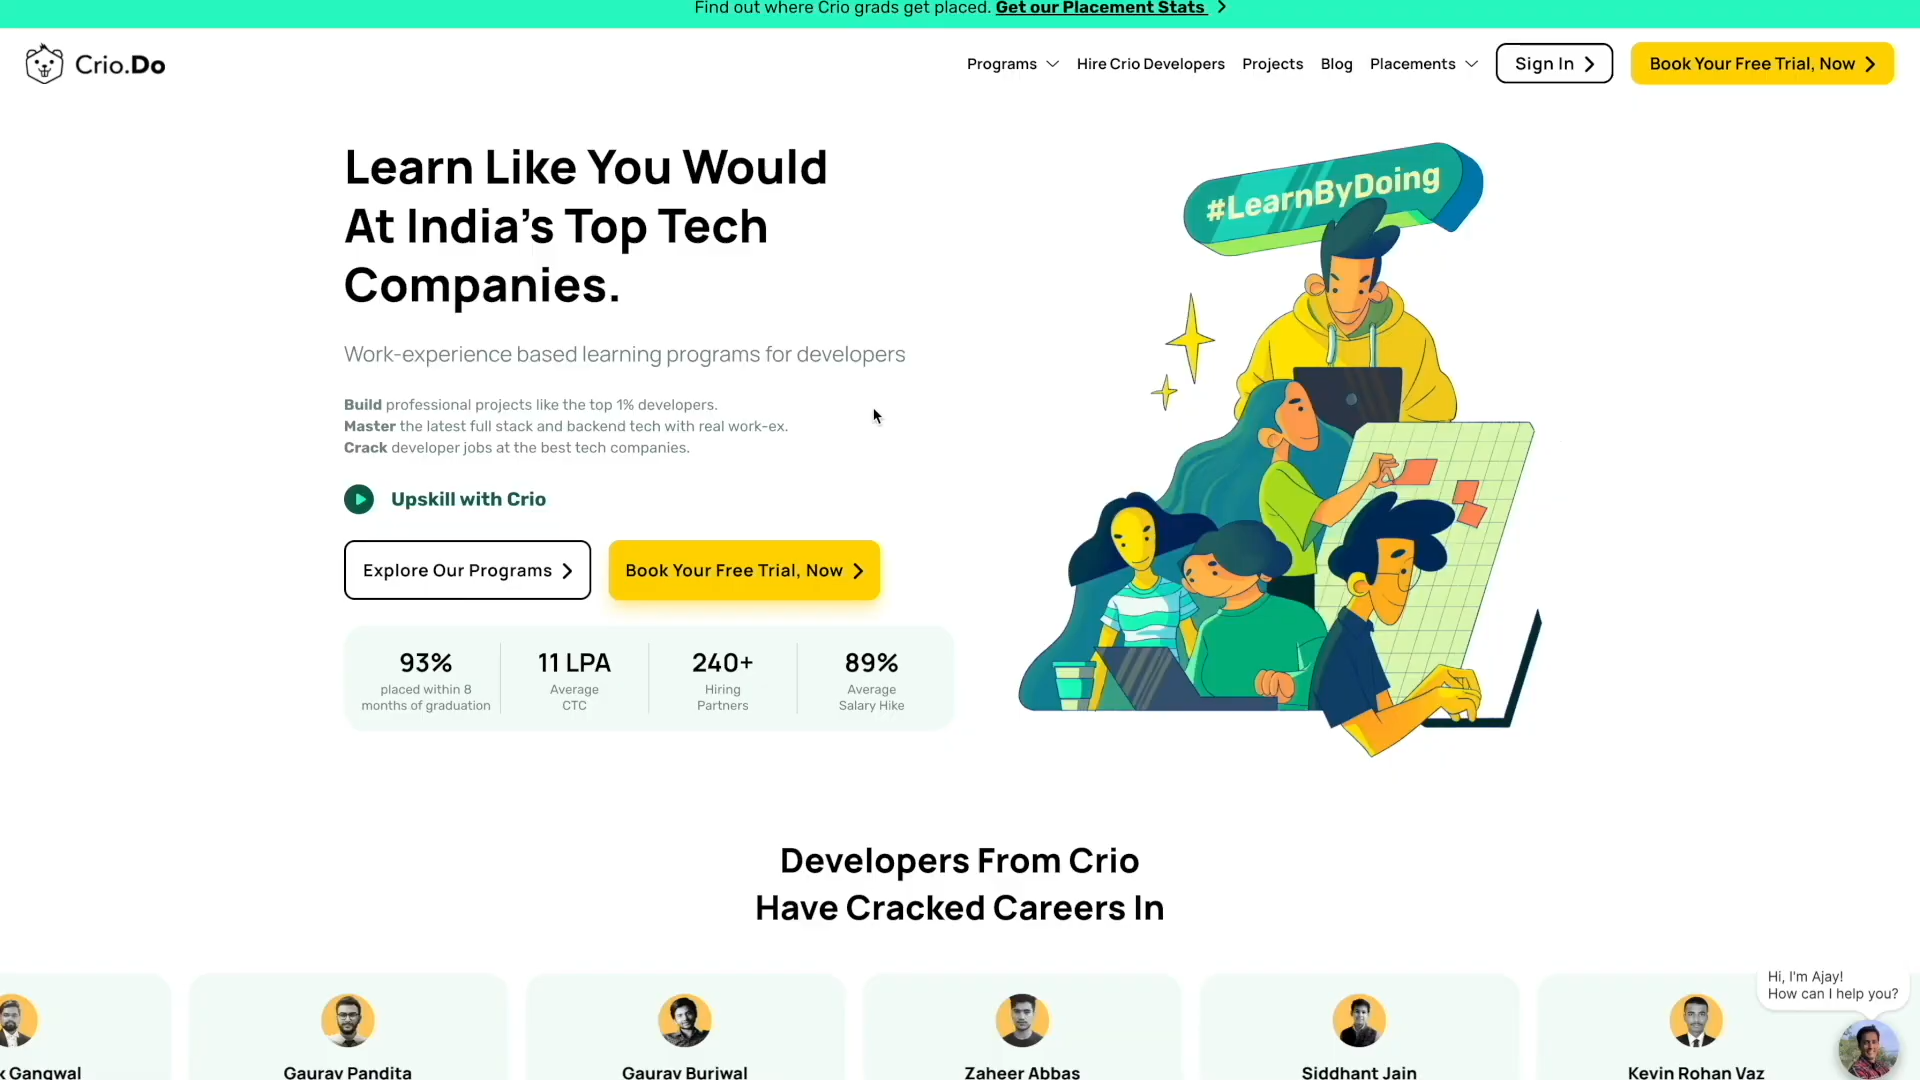 Find out where Crio grads get placed. Get our Placement Stats
Crio.Do
Programs
Hire Crio Developers
Projects
Blog
Placements
Sign In
Book Your Free Trial, Now
Learn Like You Would
At India’s Top Tech
Companies.
#LearnByDoing
Work-experience based learning programs for developers
Build professional projects like the top 1% developers.
Master the latest full stack and backend tech with real work-ex.
Crack developer jobs at the best tech companies.
Upskill with Crio
Explore Our Programs
Book Your Free Trial, Now
93%
placed within 8
months of graduation
11 LPA
Average
CTC
240+
Hiring
Partners
89%
Average
Salary Hike
Developers From Crio
Have Cracked Careers In
Hi, I'm Ajay!
How can I help you?
Gangwal
Gaurav Pandita
Gaurav Burjwal
Zaheer Abbas
Siddhant Jain
Kevin Rohan Vaz